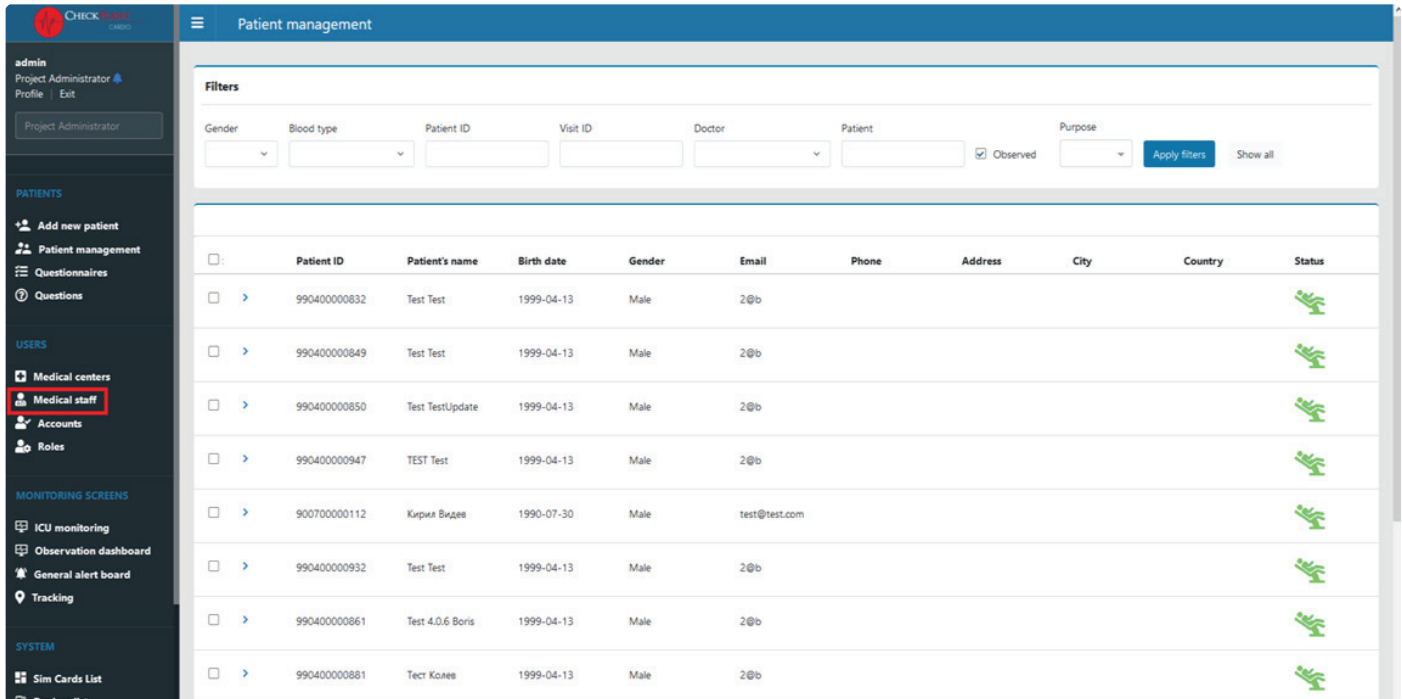 CHECKPOINT
CARDIO
Patient management
admin
Project Administrator
Profile | Exit
Project Administrator
PATIENTS
Add new patient
Patient management
Questionnaires
Questions
USERS
Medical centers
Medical staff
Accounts
Roles
MONITORING SCREENS
ICU monitoring
Observation dashboard
General alert board
Tracking
SYSTEM
Sim Cards List
Filters
Gender Blood type Patient ID Visit ID Doctor Patient Purpose
Observed Apply filters Show all
Patient ID Patient's name Birth date Gender Email Phone Address City Country Status
990400000832 Test Test 1999-04-13 Male 2@b
990400000849 Test Test 1999-04-13 Male 2@b
990400000850 Test TestUpdate 1999-04-13 Male 2@b
990400000947 TEST Test 1999-04-13 Male 2@b
900700000112 Кирил Видев 1990-07-30 Male test@test.com
990400000932 Test Test 1999-04-13 Male 2@b
990400000861 Test 4.0.6 Boris 1999-04-13 Male 2@b
990400000881 Тест Колев 1999-04-13 Male 2@b